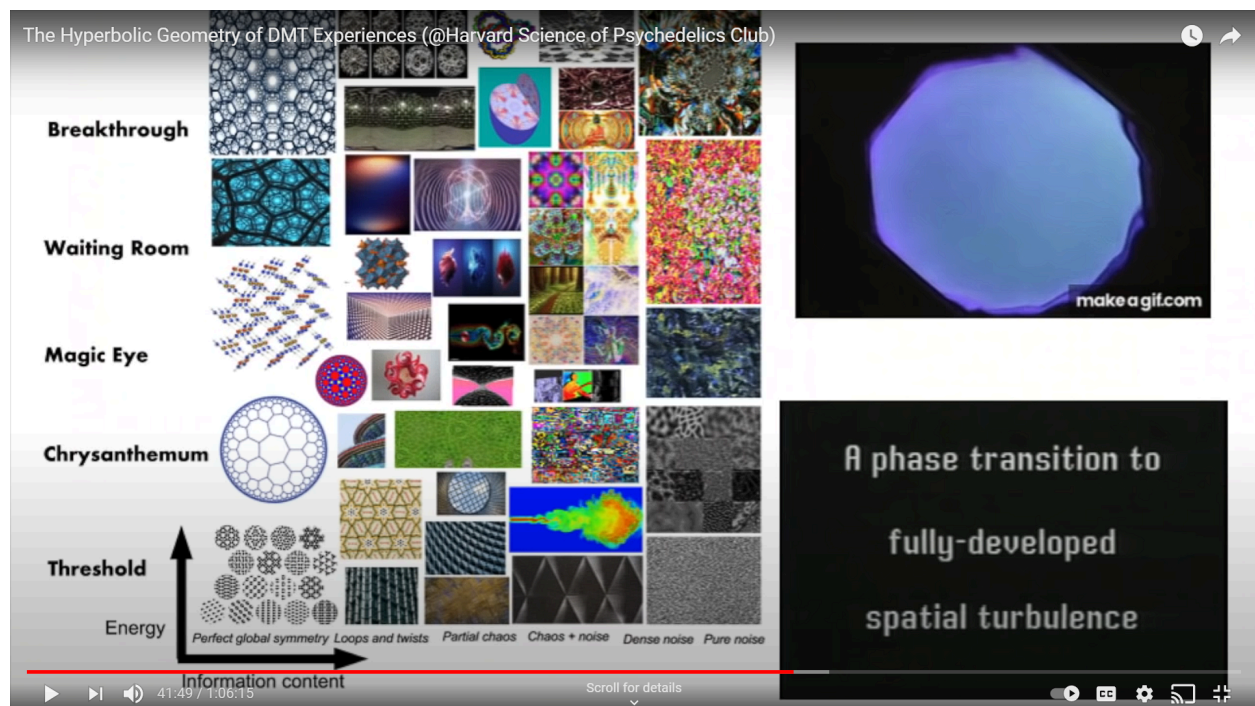 The Hyperbolic Geometry of DMT Experiences (@Harvard Science of Psychedelics Club)
Breakthrough
Waiting Room
Magic Eye
Chrysanthemum
Threshold
Energy
Perfect global symmetry Loops and twists Partial chaos Chaos + noise Dense noise Pure noise
Information content
makeagif.com
A phase transition to
fully-developed
spatial turbulence
41:49 / 1:06:15
Scroll for details
CC